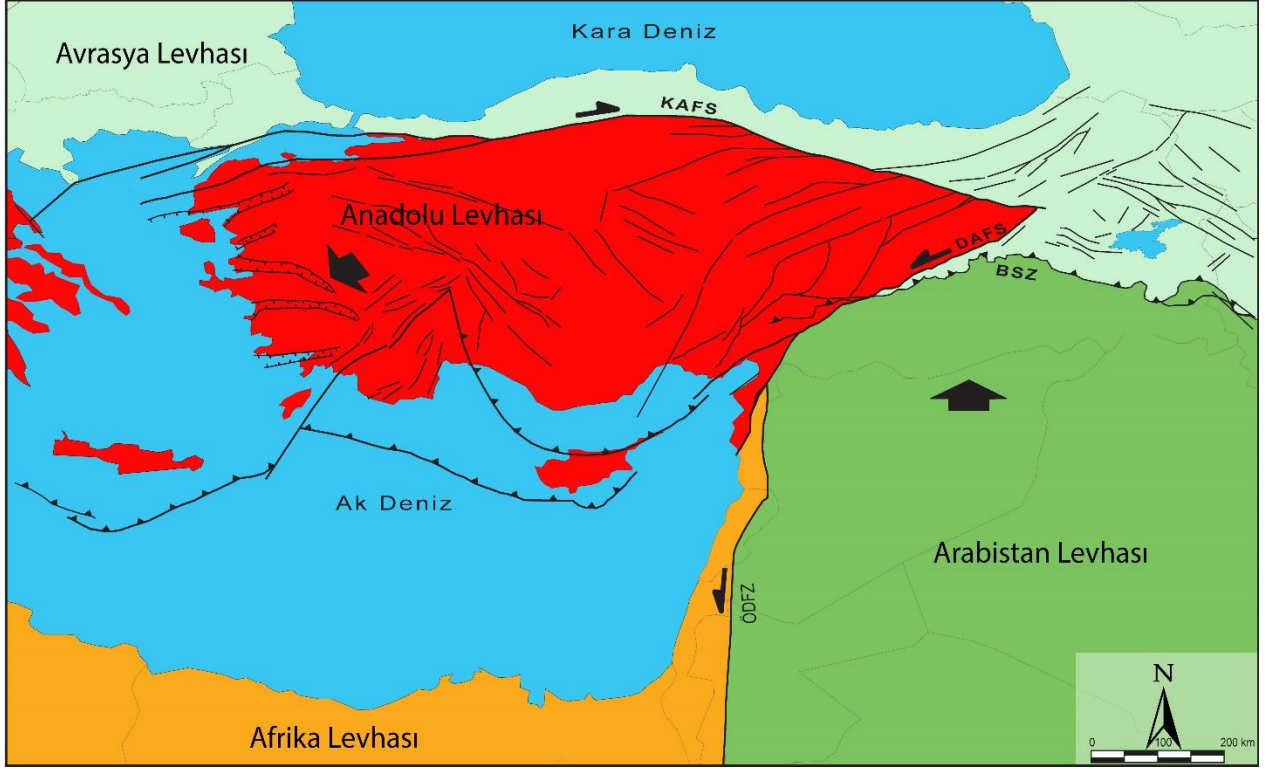 Kara Deniz
Avrasya Levhası
KAFS
Anadolu Levhası
DAFS
BSZ
Ak Deniz
Arabistan Levhası
ÖDFZ
Afrika Levhası
N
0 100 200 km